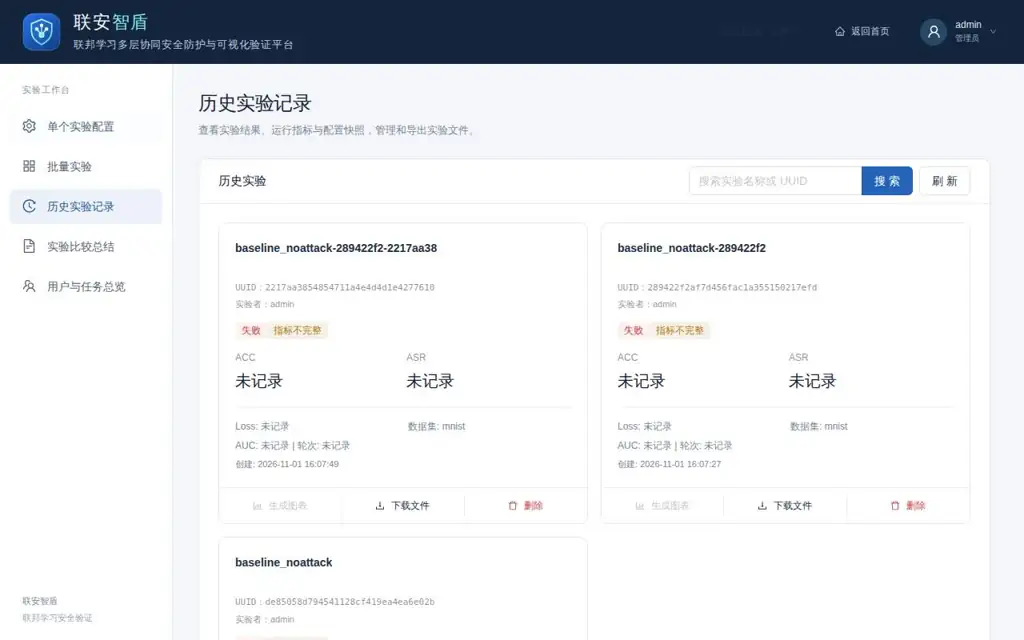 联安智盾
联邦学习多层协同安全防护与可视化验证平台
返回首页
admin
管理员
实验工作台
单个实验配置
批量实验
历史实验记录
实验比较总结
用户与任务总览
联安智盾
联邦学习安全验证
历史实验记录
查看实验结果、运行指标与配置快照，管理和导出实验文件。
历史实验
搜索实验名称或 UUID
搜 索
刷 新
baseline_noattack-289422f2-2217aa38
UUID：2217aa3854854711a4e4d4d1e4277610
实验者：admin
失败 指标不完整
ACC ASR
未记录 未记录
Loss: 未记录 数据集: mnist
AUC: 未记录 | 轮次: 未记录
创建: 2026-11-01 16:07:49
生成图表 下载文件 删除
baseline_noattack-289422f2
UUID：289422f2af7d456fac1a355150217efd
实验者：admin
失败 指标不完整
ACC ASR
未记录 未记录
Loss: 未记录 数据集: mnist
AUC: 未记录 | 轮次: 未记录
创建: 2026-11-01 16:07:27
生成图表 下载文件 删除
baseline_noattack
UUID：de85058d794541128cf419ea4ea6e02b
实验者：admin